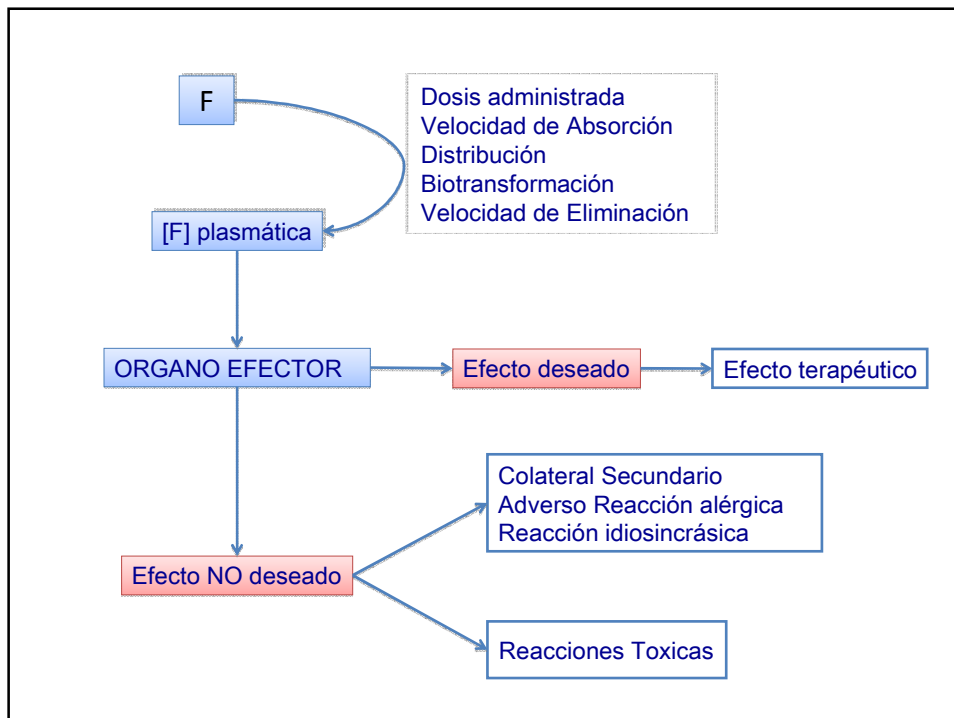 F
Dosis administrada
Velocidad de Absorción
Distribución
Biotransformación
Velocidad de Eliminación
[F] plasmática
ORGANO EFECTOR
Efecto deseado
Efecto terapéutico
Colateral Secundario
Adverso Reacción alérgica
Reacción idiosincrásica
Efecto NO deseado
Reacciones Toxicas